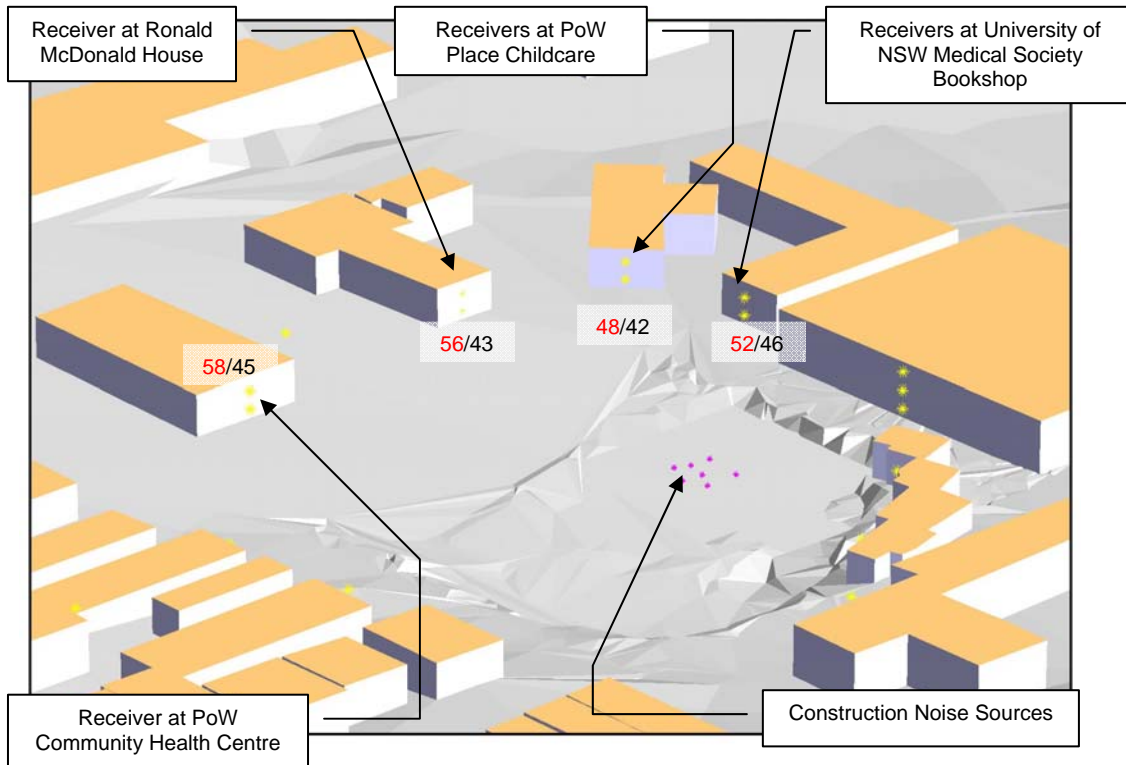 Receiver at Ronald
McDonald House
Receivers at PoW
Place Childcare
Receivers at University of
NSW Medical Society
Bookshop
48/42
52/46
56/43
58/45
Receiver at PoW
Community Health Centre
Construction Noise Sources